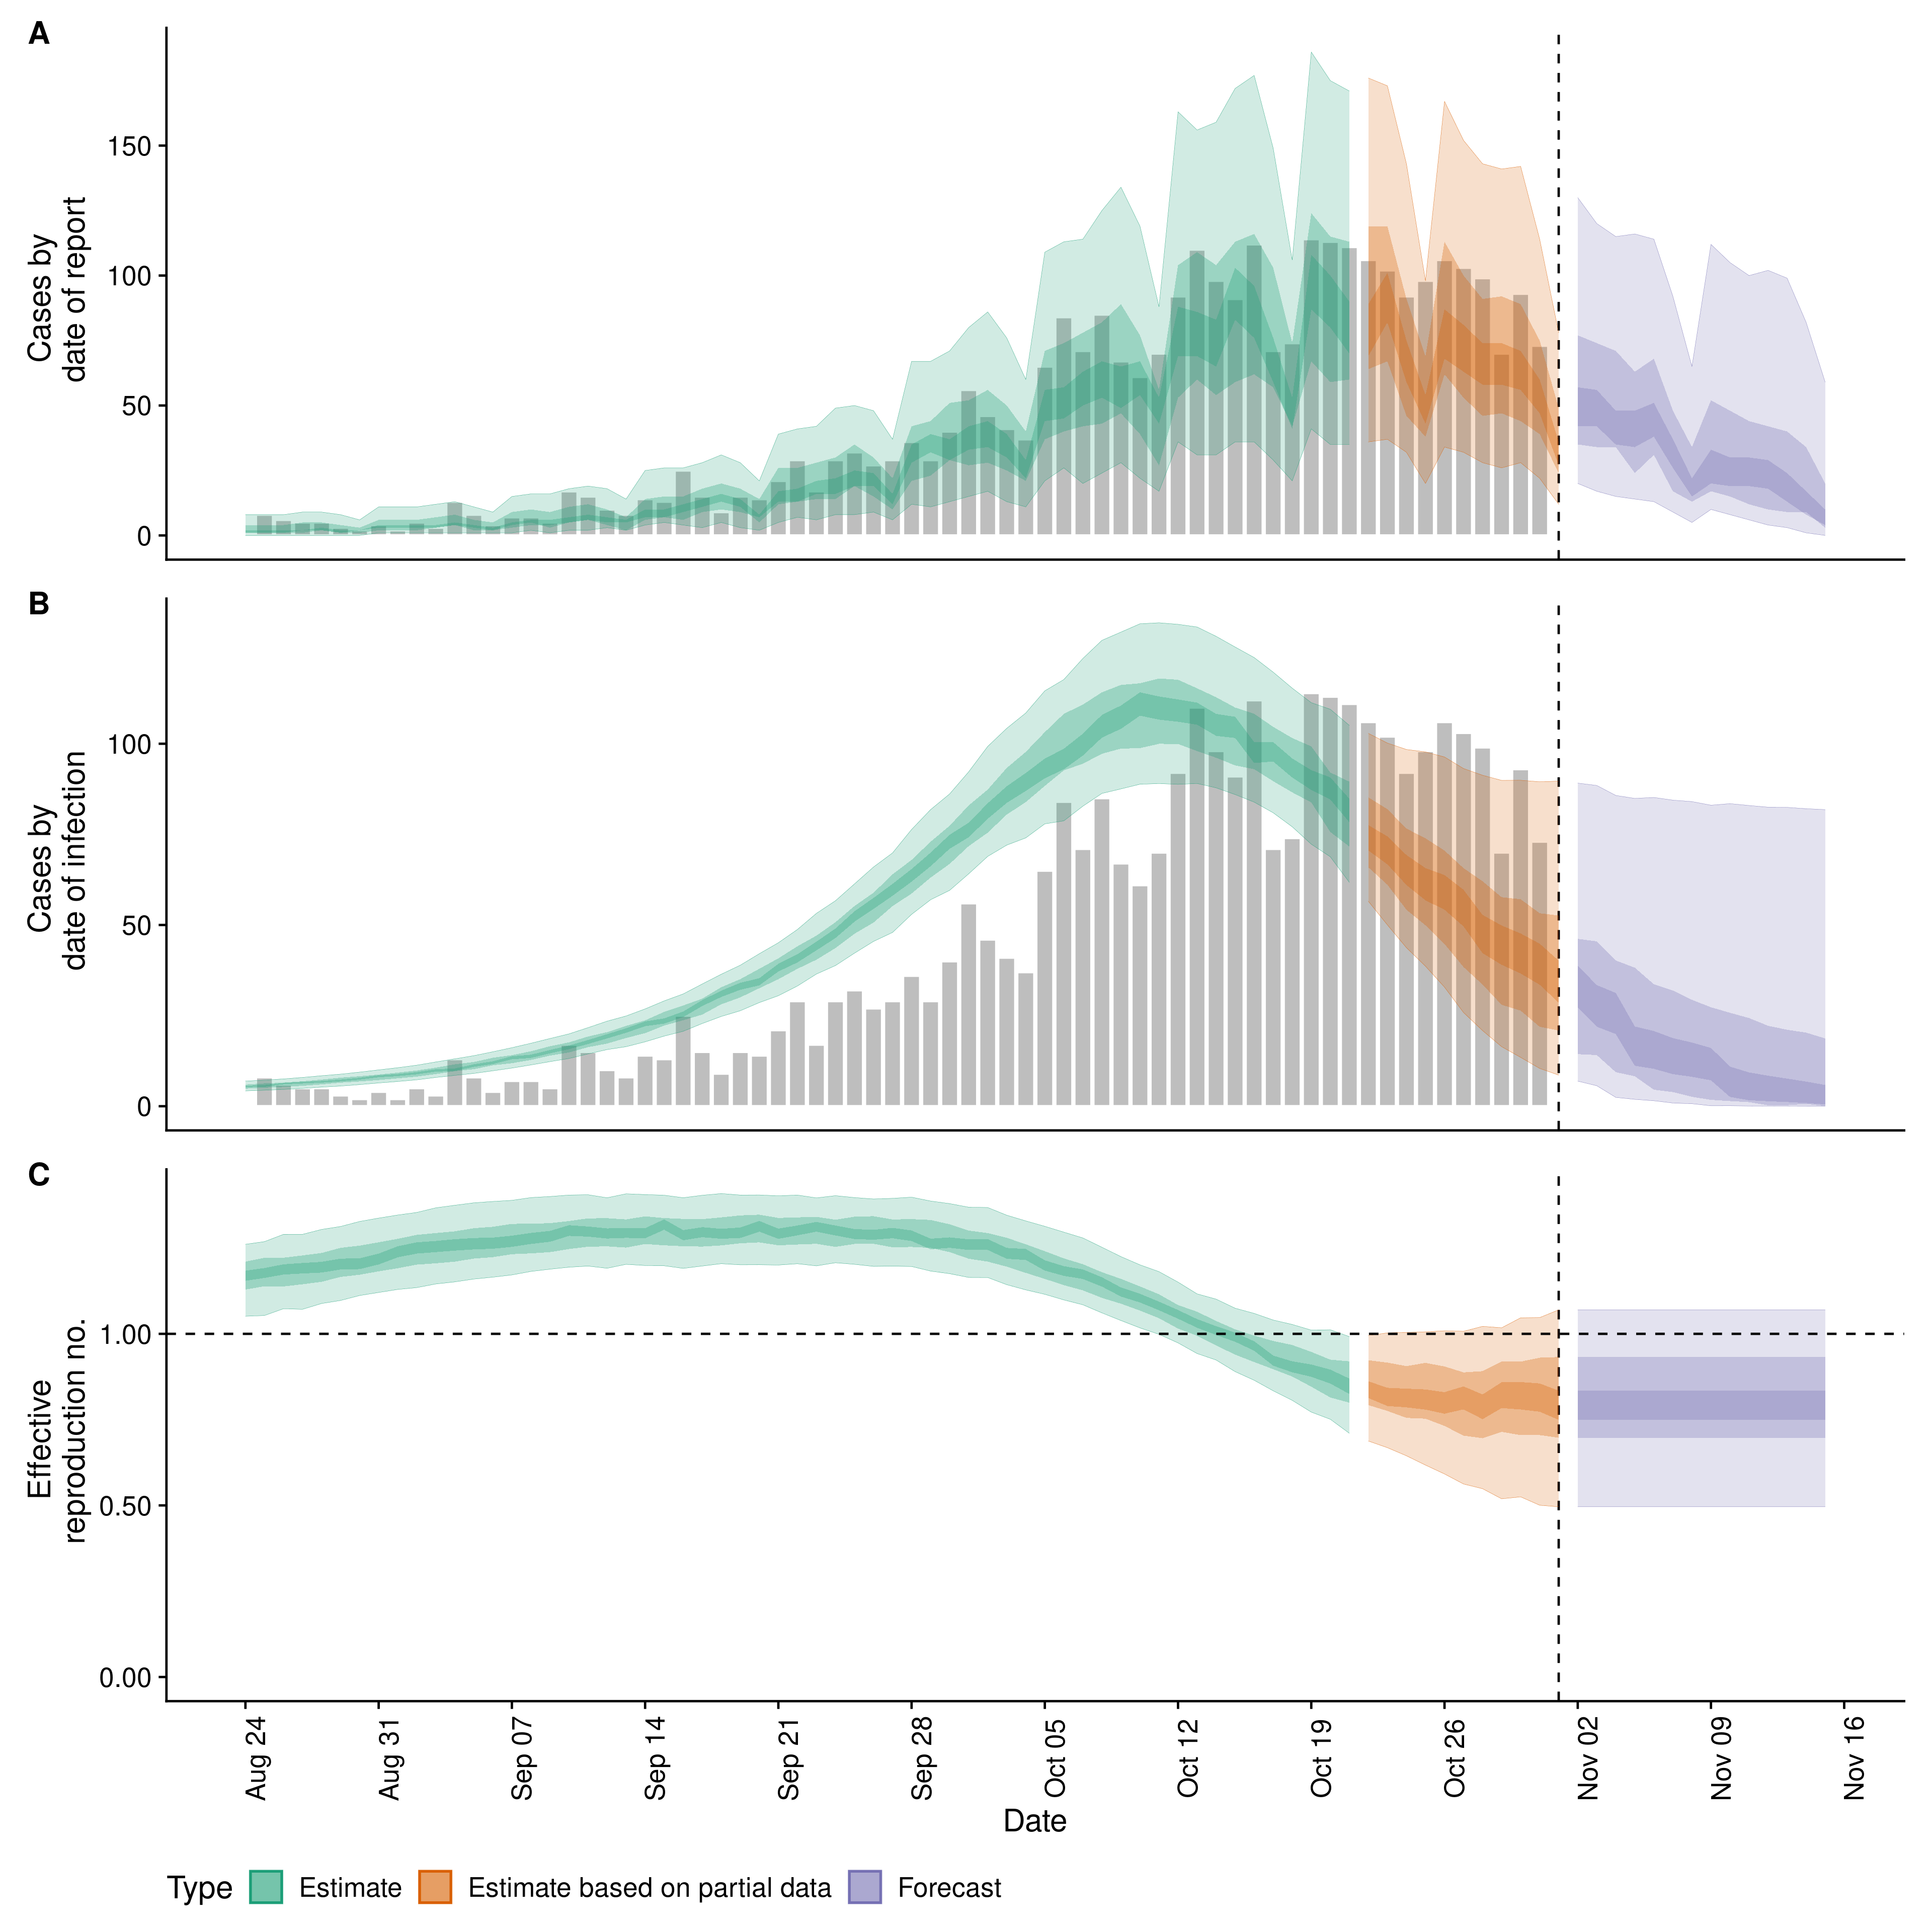 A
Cases by
date of report
150
100
50
0
B
Cases by
date of infection
100
50
0
C
Effective
reproduction no.
1.00
0.50
0.00
Aug 24
Aug 31
Sep 07
Sep 14
Sep 21
Sep 28
Oct 05
Oct 12
Oct 19
Oct 26
Nov 02
Nov 09
Nov 16
Date
Type Estimate Estimate based on partial data Forecast